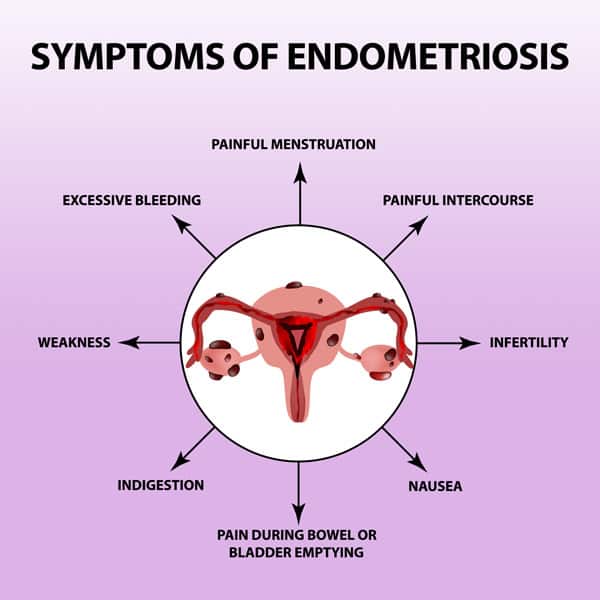 SYMPTOMS OF ENDOMETRIOSIS
PAINFUL MENSTRUATION
EXCESSIVE BLEEDING
PAINFUL INTERCOURSE
WEAKNESS
INFERTILITY
INDIGESTION
NAUSEA
PAIN DURING BOWEL OR
BLADDER EMPTYING